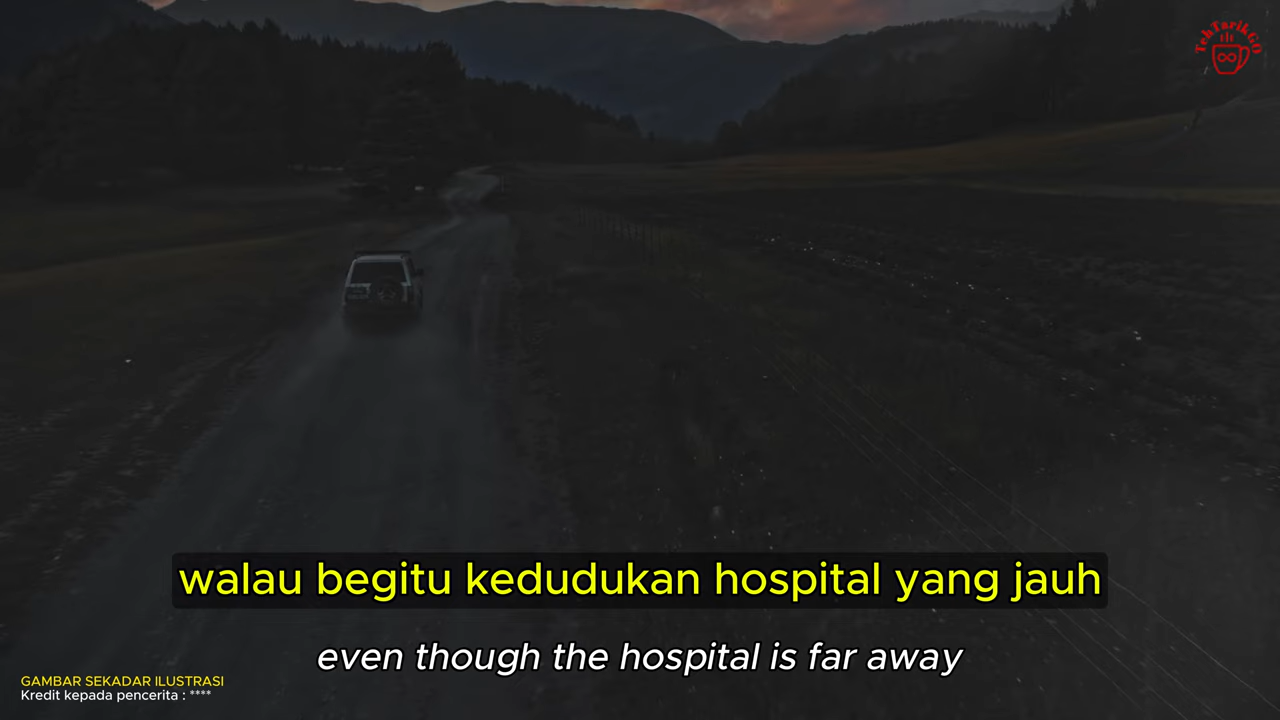 TehTarikGO
walau begitu kedudukan hospital yang jauh
even though the hospital is far away
GAMBAR SEKADAR ILUSTRASI
Kredit kepada pencerita : ****